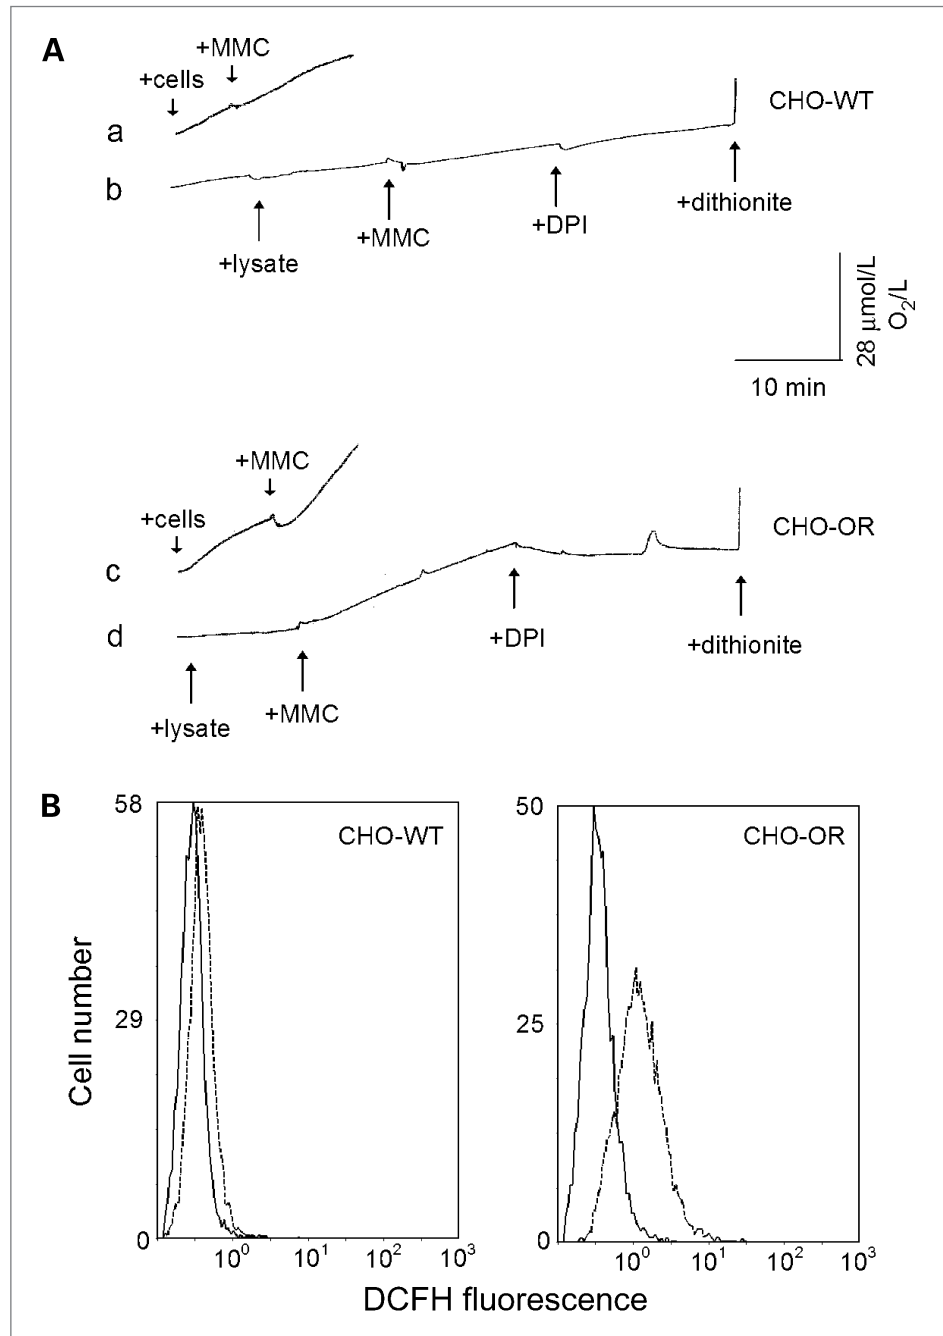 A
+MMC
+cells
CHO-WT
a
b
+dithionite
+DPI
+MMC
+lysate
28 μmol/L
O2/L
10 min
+MMC
+cells
CHO-OR
c
d
+DPI
+dithionite
+MMC
+lysate
B
58
CHO-WT
50
CHO-OR
Cell number
29
25
0
10^0
10^1
10^2
10^3
0
10^0
10^1
10^2
10^3
DCFH fluorescence